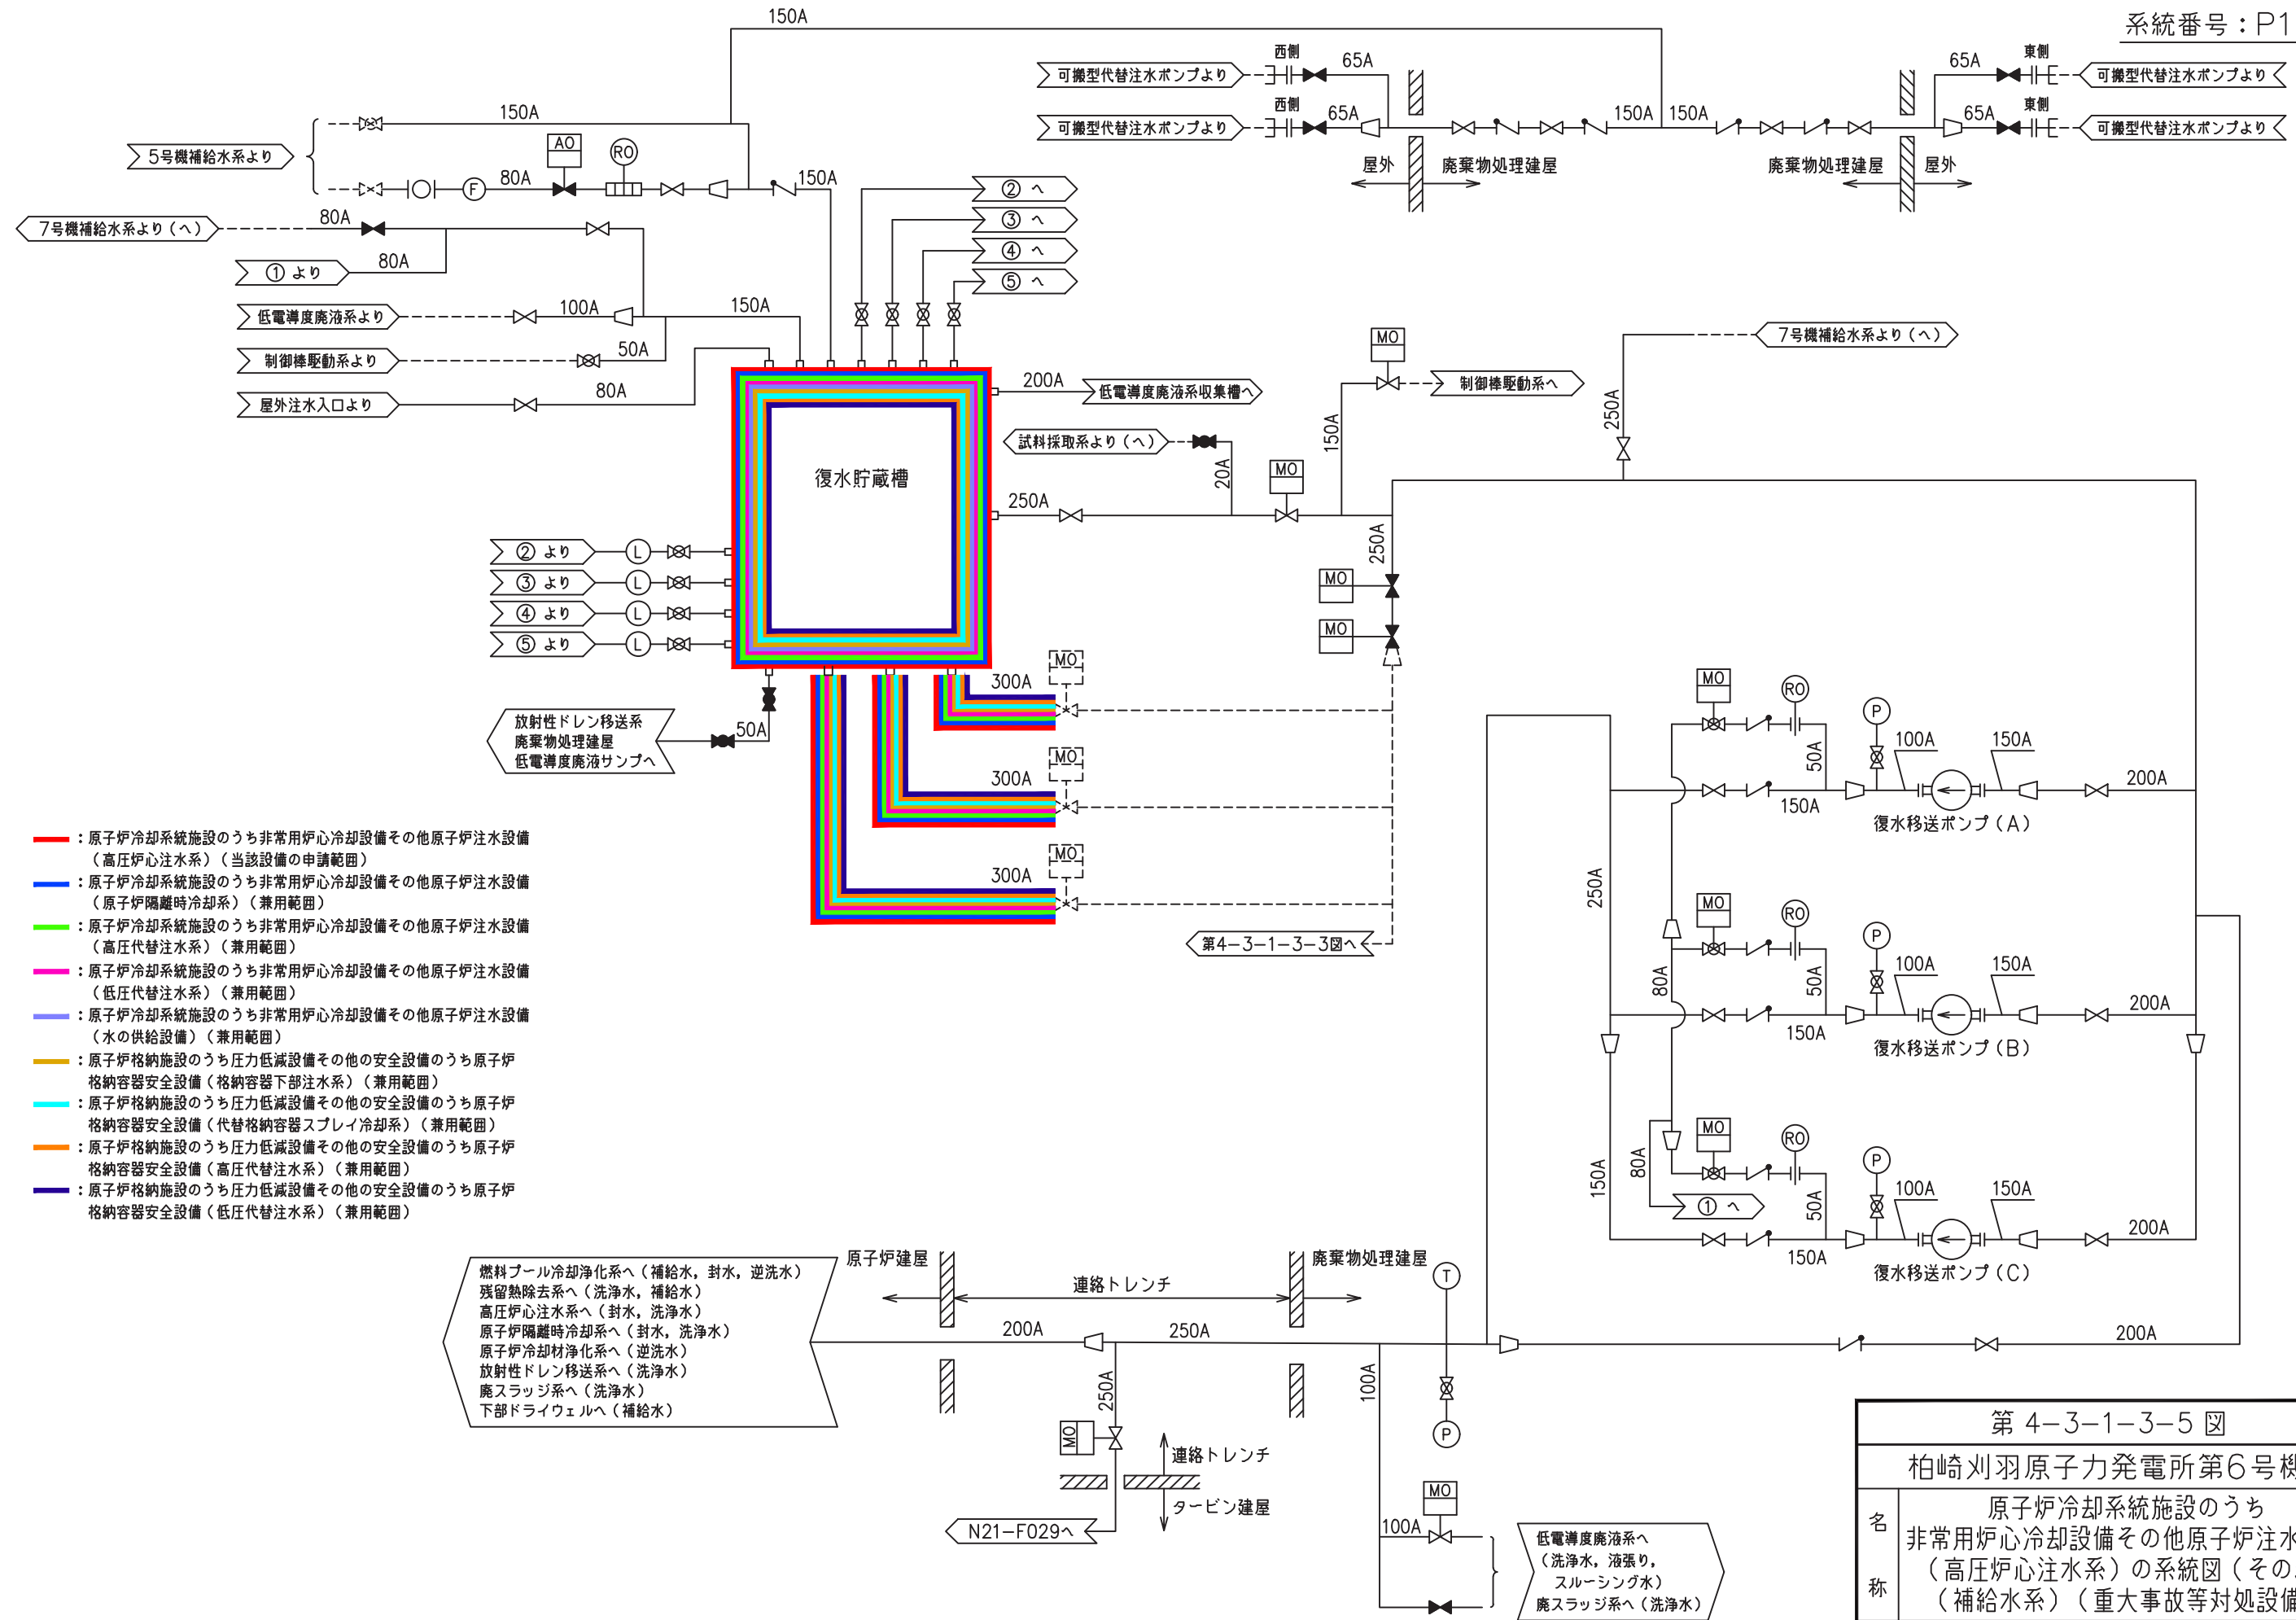 系統番号：P1
150A
西側
65A
可搬型代替注水ポンプより
西側
65A
可搬型代替注水ポンプより
150A
150A
65A
東側
可搬型代替注水ポンプより
65A
東側
可搬型代替注水ポンプより
屋外
廃棄物処理建屋
廃棄物処理建屋
屋外
150A
5号機補給水系より
AO
RO
F
80A
150A
7号機補給水系より（へ）
80A
① より
80A
低電導度廃液系より
100A
150A
制御棒駆動系より
50A
屋外注水入口より
80A
② へ
③ へ
④ へ
⑤ へ
200A
低電導度廃液系収集槽へ
試料採取系より（へ）
20A
MO
150A
MO
制御棒駆動系へ
7号機補給水系より（へ）
250A
復水貯蔵槽
250A
250A
MO
MO
② より
L
③ より
L
④ より
L
⑤ より
L
放射性ドレン移送系
廃棄物処理建屋
低電導度廃液サンプへ
50A
300A
MO
300A
MO
300A
MO
第4－3－1－3－3図へ
MO
RO
P
50A
100A
150A
200A
150A
復水移送ポンプ（A）
250A
MO
RO
P
80A
50A
100A
150A
200A
150A
復水移送ポンプ（B）
MO
RO
P
150A
80A
50A
100A
150A
200A
① へ
150A
復水移送ポンプ（C）
：原子炉冷却系統施設のうち非常用炉心冷却設備その他原子炉注水設備
（高圧炉心注水系）（当該設備の申請範囲）
：原子炉冷却系統施設のうち非常用炉心冷却設備その他原子炉注水設備
（原子炉隔離時冷却系）（兼用範囲）
：原子炉冷却系統施設のうち非常用炉心冷却設備その他原子炉注水設備
（高圧代替注水系）（兼用範囲）
：原子炉冷却系統施設のうち非常用炉心冷却設備その他原子炉注水設備
（低圧代替注水系）（兼用範囲）
：原子炉冷却系統施設のうち非常用炉心冷却設備その他原子炉注水設備
（水の供給設備）（兼用範囲）
：原子炉格納施設のうち圧力低減設備その他の安全設備のうち原子炉
格納容器安全設備（格納容器下部注水系）（兼用範囲）
：原子炉格納施設のうち圧力低減設備その他の安全設備のうち原子炉
格納容器安全設備（代替格納容器スプレイ冷却系）（兼用範囲）
：原子炉格納施設のうち圧力低減設備その他の安全設備のうち原子炉
格納容器安全設備（高圧代替注水系）（兼用範囲）
：原子炉格納施設のうち圧力低減設備その他の安全設備のうち原子炉
格納容器安全設備（低圧代替注水系）（兼用範囲）
燃料プール冷却浄化系へ（補給水，封水，逆洗水）
残留熱除去系へ（洗浄水，補給水）
高圧炉心注水系へ（封水，洗浄水）
原子炉隔離時冷却系へ（封水，洗浄水）
原子炉冷却材浄化系へ（逆洗水）
放射性ドレン移送系へ（洗浄水）
廃スラッジ系へ（洗浄水）
下部ドライウェルへ（補給水）
原子炉建屋
連絡トレンチ
廃棄物処理建屋
200A
250A
T
P
200A
250A
MO
連絡トレンチ
タービン建屋
N21－F029へ
100A
MO
100A
低電導度廃液系へ
（洗浄水，液張り，
スルーシング水）
廃スラッジ系へ（洗浄水）
第 4－3－1－3－5 図
柏崎刈羽原子力発電所第6号機
名称
原子炉冷却系統施設のうち
非常用炉心冷却設備その他原子炉注水
（高圧炉心注水系）の系統図（その
（補給水系）（重大事故等対処設備